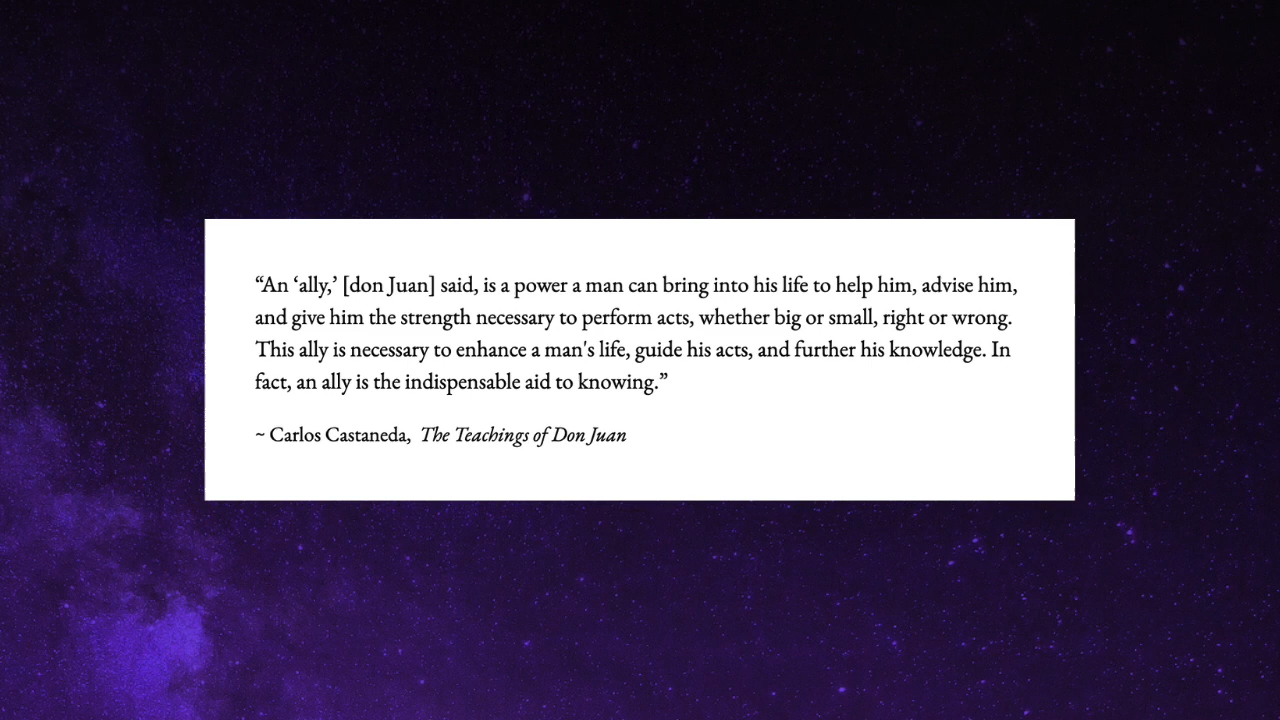 “An ‘ally,’ [don Juan] said, is a power a man can bring into his life to help him, advise him,
and give him the strength necessary to perform acts, whether big or small, right or wrong.
This ally is necessary to enhance a man's life, guide his acts, and further his knowledge. In
fact, an ally is the indispensable aid to knowing.”
~ Carlos Castaneda, The Teachings of Don Juan